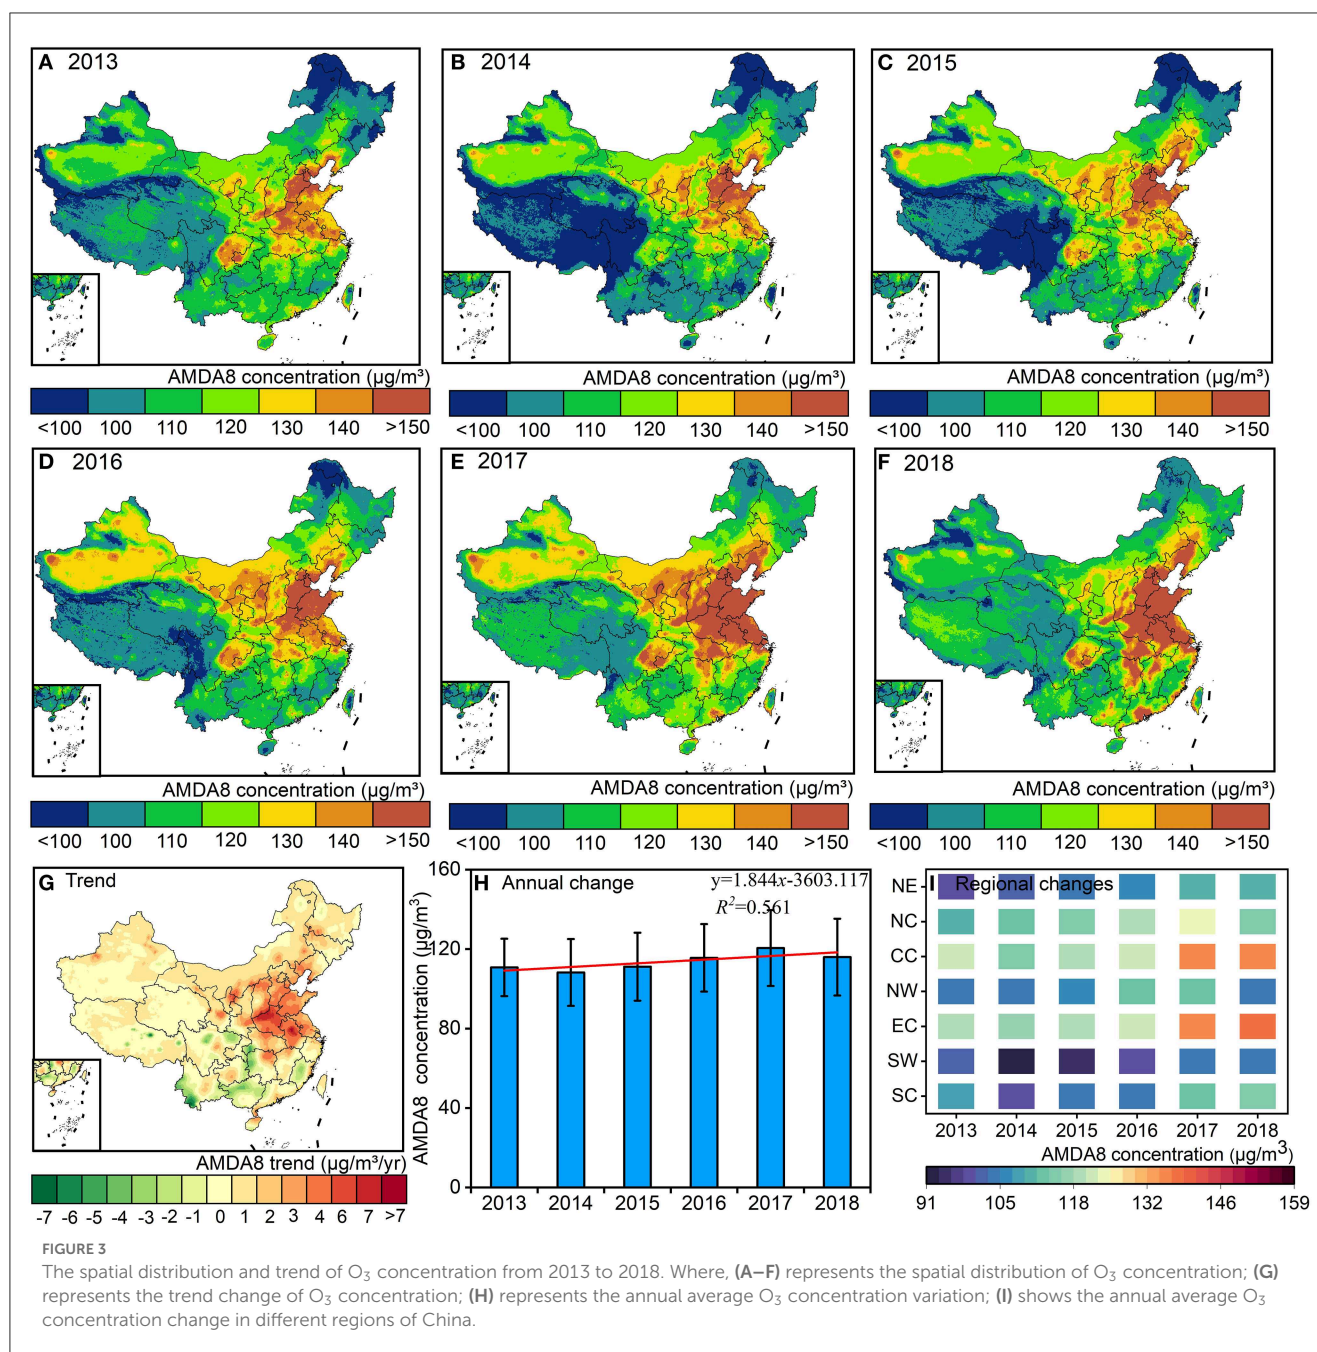 A 2013
B 2014
C 2015
AMDA8 concentration (µg/m³)
<100 100 110 120 130 140 >150
AMDA8 concentration (µg/m³)
<100 100 110 120 130 140 >150
AMDA8 concentration (µg/m³)
<100 100 110 120 130 140 >150
D 2016
E 2017
F 2018
AMDA8 concentration (µg/m³)
<100 100 110 120 130 140 >150
AMDA8 concentration (µg/m³)
<100 100 110 120 130 140 >150
AMDA8 concentration (µg/m³)
<100 100 110 120 130 140 >150
G Trend
AMDA8 trend (µg/m³/yr)
-7 -6 -5 -4 -3 -2 -1 0 1 2 3 4 6 7 >7
H Annual change
y=1.844x-3603.117
R²=0.561
AMDA8 concentration (µg/m³)
160
120
80
40
0
2013 2014 2015 2016 2017 2018
I Regional changes
NE
NC
CC
NW
EC
SW
SC
2013 2014 2015 2016 2017 2018
AMDA8 concentration (µg/m³)
91 105 118 132 146 159
FIGURE 3
The spatial distribution and trend of O₃ concentration from 2013 to 2018. Where, (A–F) represents the spatial distribution of O₃ concentration; (G)
represents the trend change of O₃ concentration; (H) represents the annual average O₃ concentration variation; (I) shows the annual average O₃
concentration change in different regions of China.